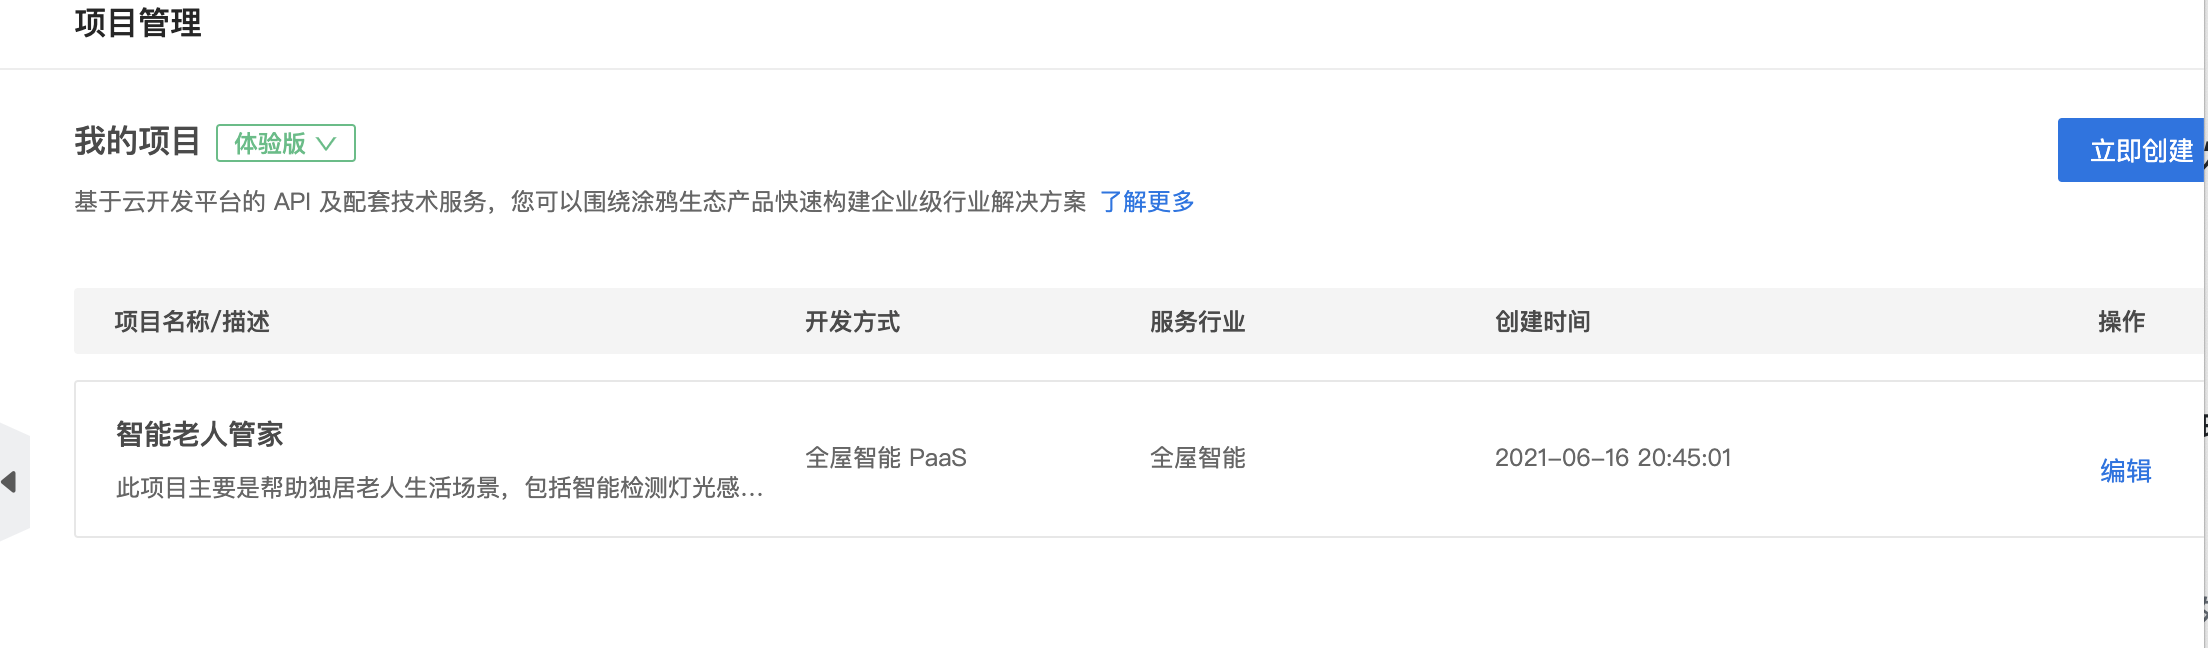 项目管理
我的项目 体验版
立即创建
基于云开发平台的 API 及配套技术服务，您可以围绕涂鸦生态产品快速构建企业级行业解决方案 了解更多
项目名称/描述 开发方式 服务行业 创建时间 操作
智能老人管家
此项目主要是帮助独居老人生活场景，包括智能检测灯光感...
全屋智能 PaaS 全屋智能 2021-06-16 20:45:01
编辑